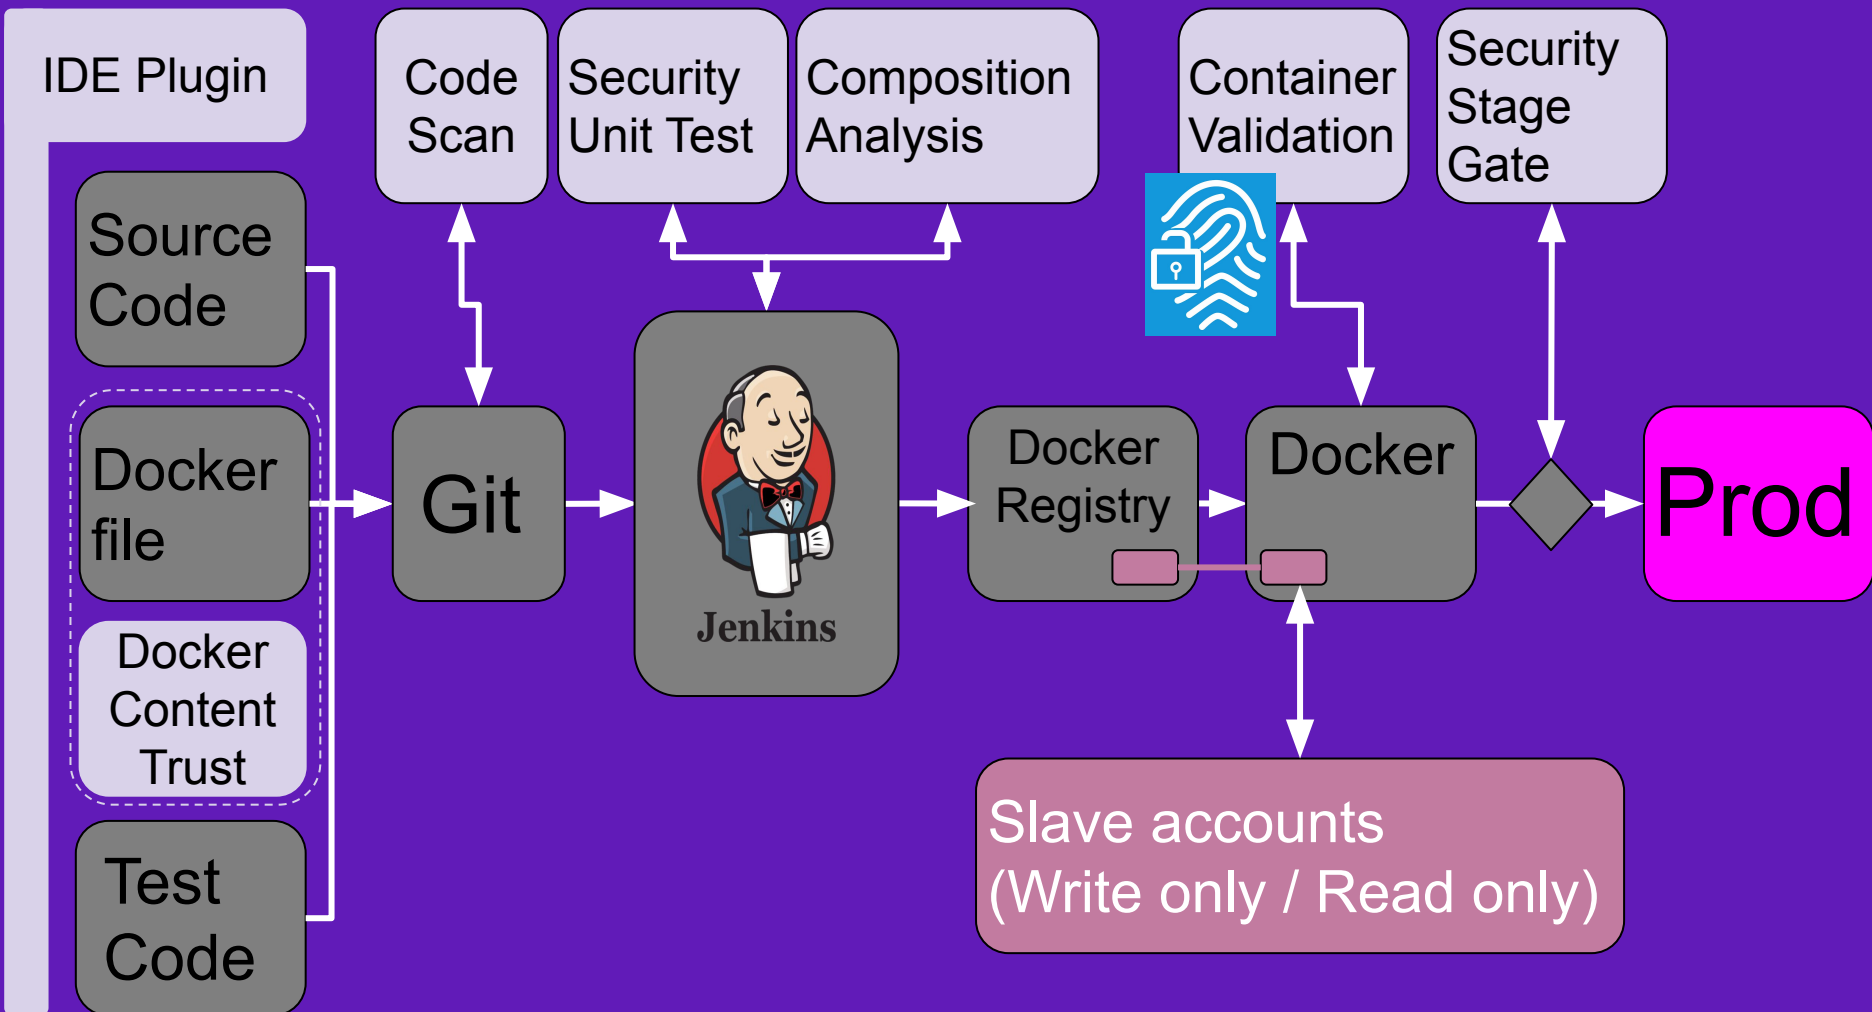 IDE Plugin
Code
Scan
Security
Unit Test
Composition
Analysis
Container
Validation
Security
Stage
Gate
Source
Code
Docker
file
Docker
Content
Trust
Test
Code
Git
Jenkins
Docker
Registry
Docker
Prod
Slave accounts
(Write only / Read only)